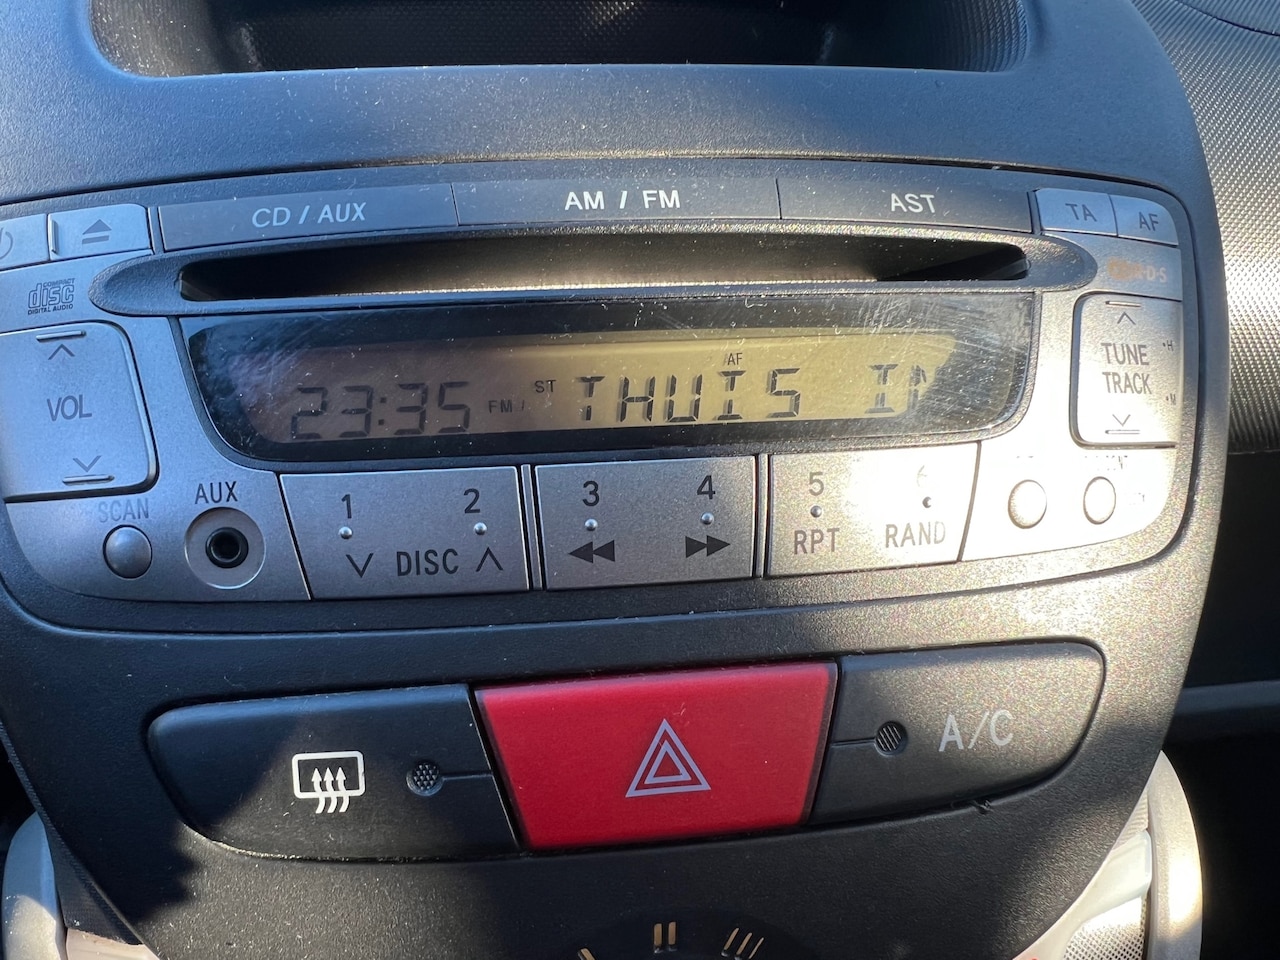 CD / AUX AM / FM AST TA AF
COMPACT
disc
DIGITAL AUDIO
R·D·S
VOL
23:35 FM ST AF THUIS IN
TUNE
TRACK
•H
•M
SCAN
AUX
1 2 3 4 5 6
DISC RPT RAND
A/C